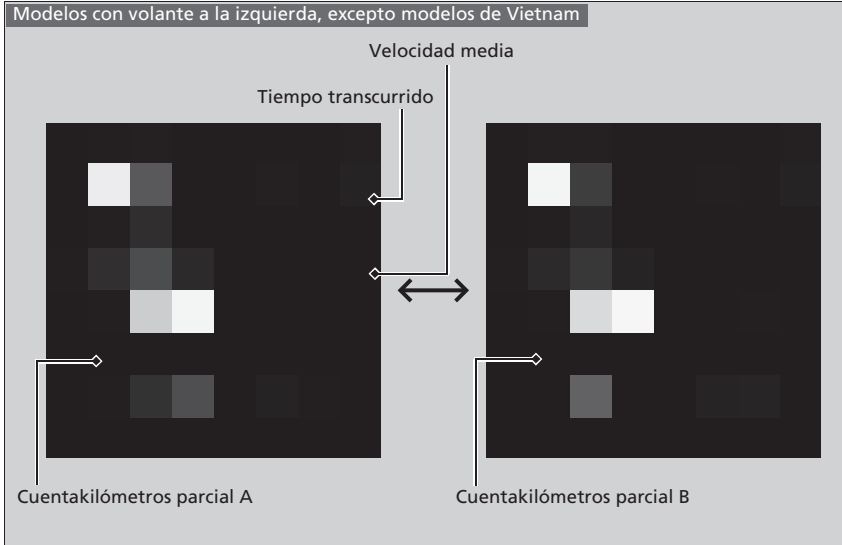 Modelos con volante a la izquierda, excepto modelos de Vietnam
Velocidad media
Tiempo transcurrido
Cuentakilómetros parcial A
Cuentakilómetros parcial B